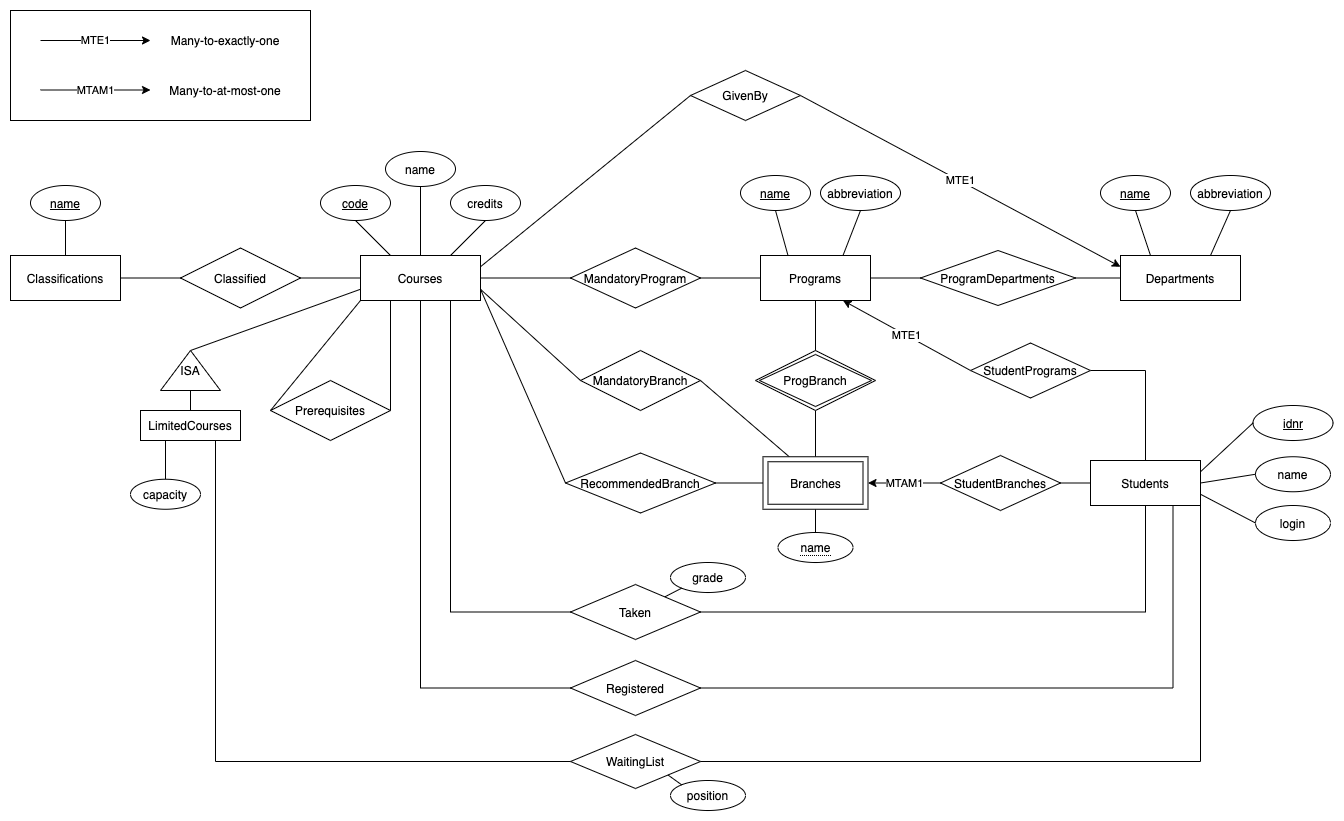 MTE1 Many-to-exactly-one
MTAM1 Many-to-at-most-one
GivenBy
name
MTE1
name
code
credits
name
abbreviation
name
abbreviation
Classifications
Classified
Courses
MandatoryProgram
Programs
ProgramDepartments
Departments
MTE1
ISA
StudentPrograms
MandatoryBranch
ProgBranch
Prerequisites
LimitedCourses
idnr
name
capacity
RecommendedBranch
Branches
MTAM1
StudentBranches
Students
login
name
grade
Taken
Registered
WaitingList
position